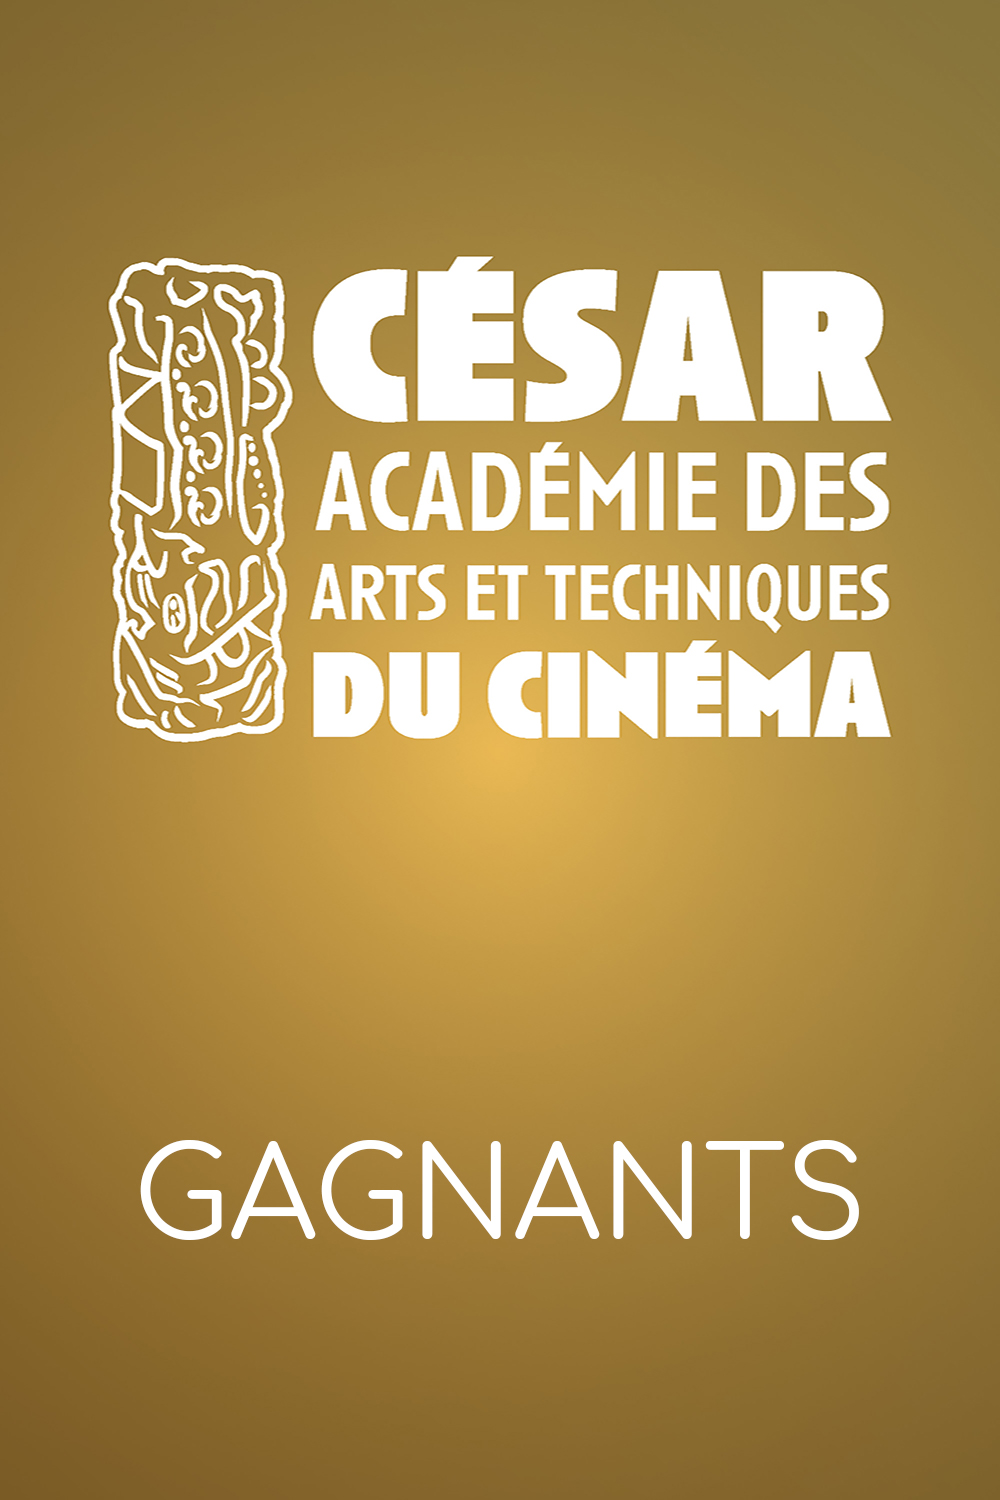 CÉSAR
ACADÉMIE DES
ARTS ET TECHNIQUES
DU CINÉMA
GAGNANTS